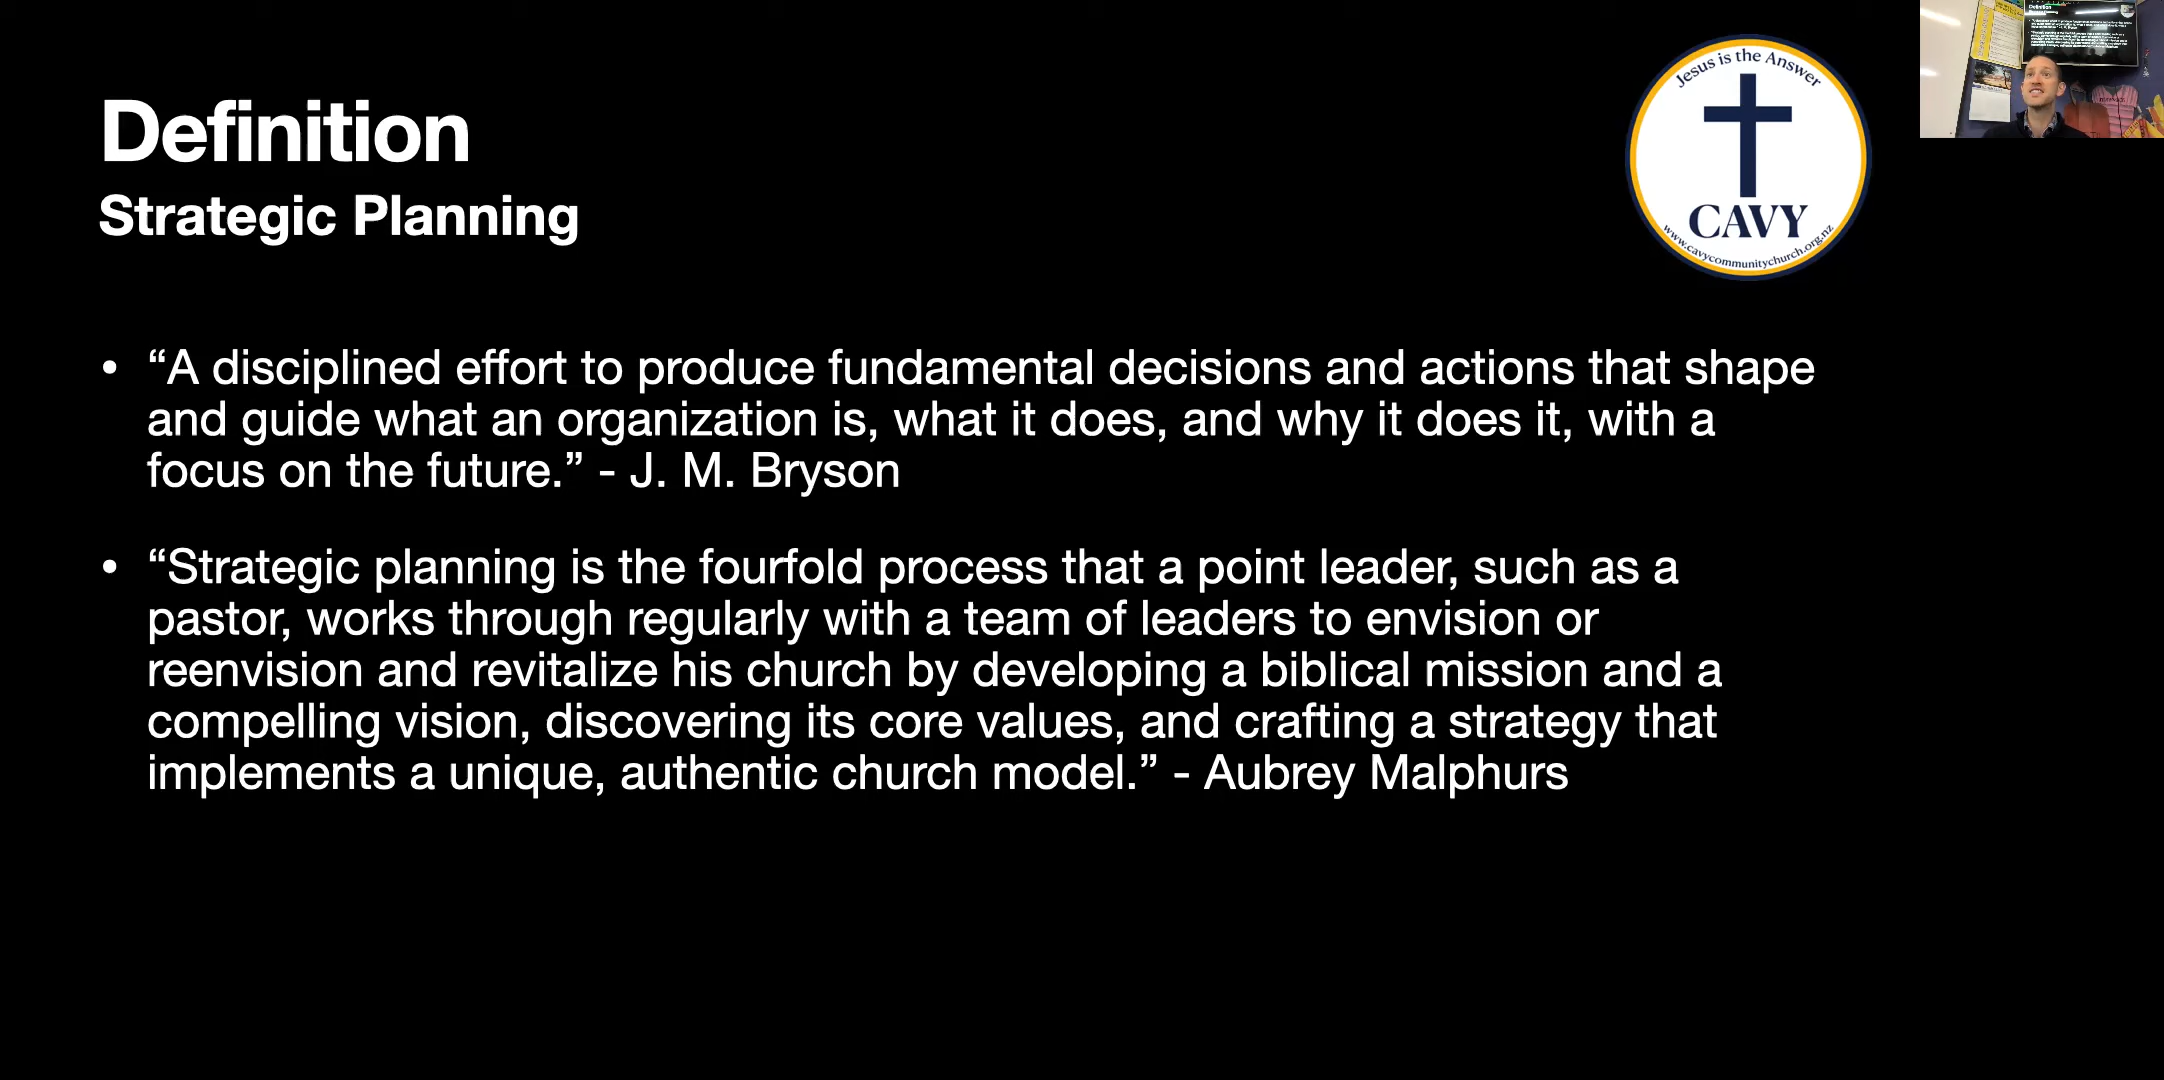 Definition
Strategic Planning
Jesus is the Answer
CAVY
www.cavycommunitychurch.org.nz
• “A disciplined effort to produce fundamental decisions and actions that shape
and guide what an organization is, what it does, and why it does it, with a
focus on the future.” - J. M. Bryson
• “Strategic planning is the fourfold process that a point leader, such as a
pastor, works through regularly with a team of leaders to envision or
reenvision and revitalize his church by developing a biblical mission and a
compelling vision, discovering its core values, and crafting a strategy that
implements a unique, authentic church model.” - Aubrey Malphurs